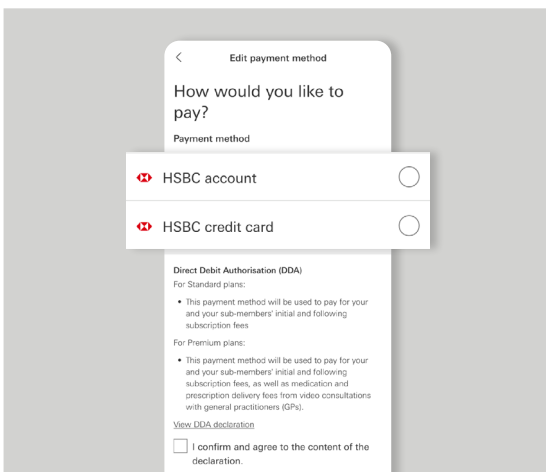 Edit payment method
How would you like to
pay?
Payment method
HSBC account
HSBC credit card
Direct Debit Authorisation (DDA)
For Standard plans:
• This payment method will be used to pay for your
and your sub-members' initial and following
subscription fees
For Premium plans:
• This payment method will be used to pay for your
and your sub-members' initial and following
subscription fees, as well as medication and
prescription delivery fees from video consultations
with general practitioners (GPs).
View DDA declaration
I confirm and agree to the content of the
declaration.